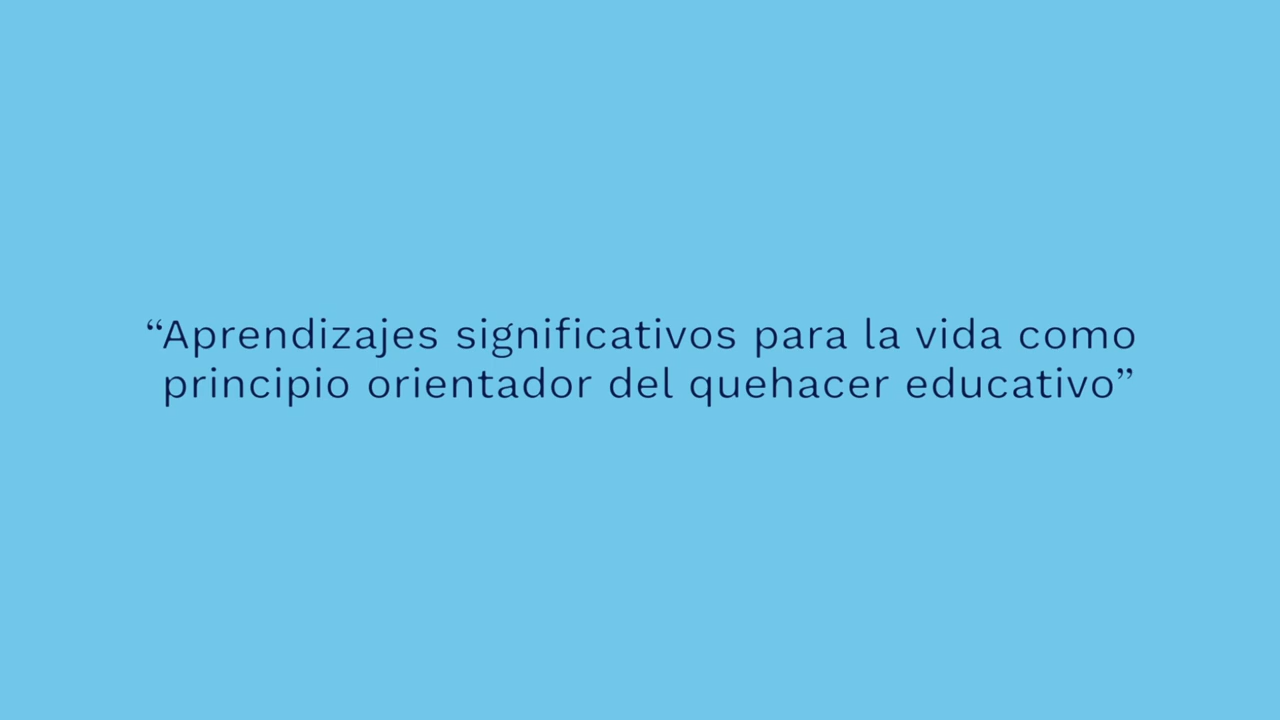 “Aprendizajes significativos para la vida como
principio orientador del quehacer educativo”